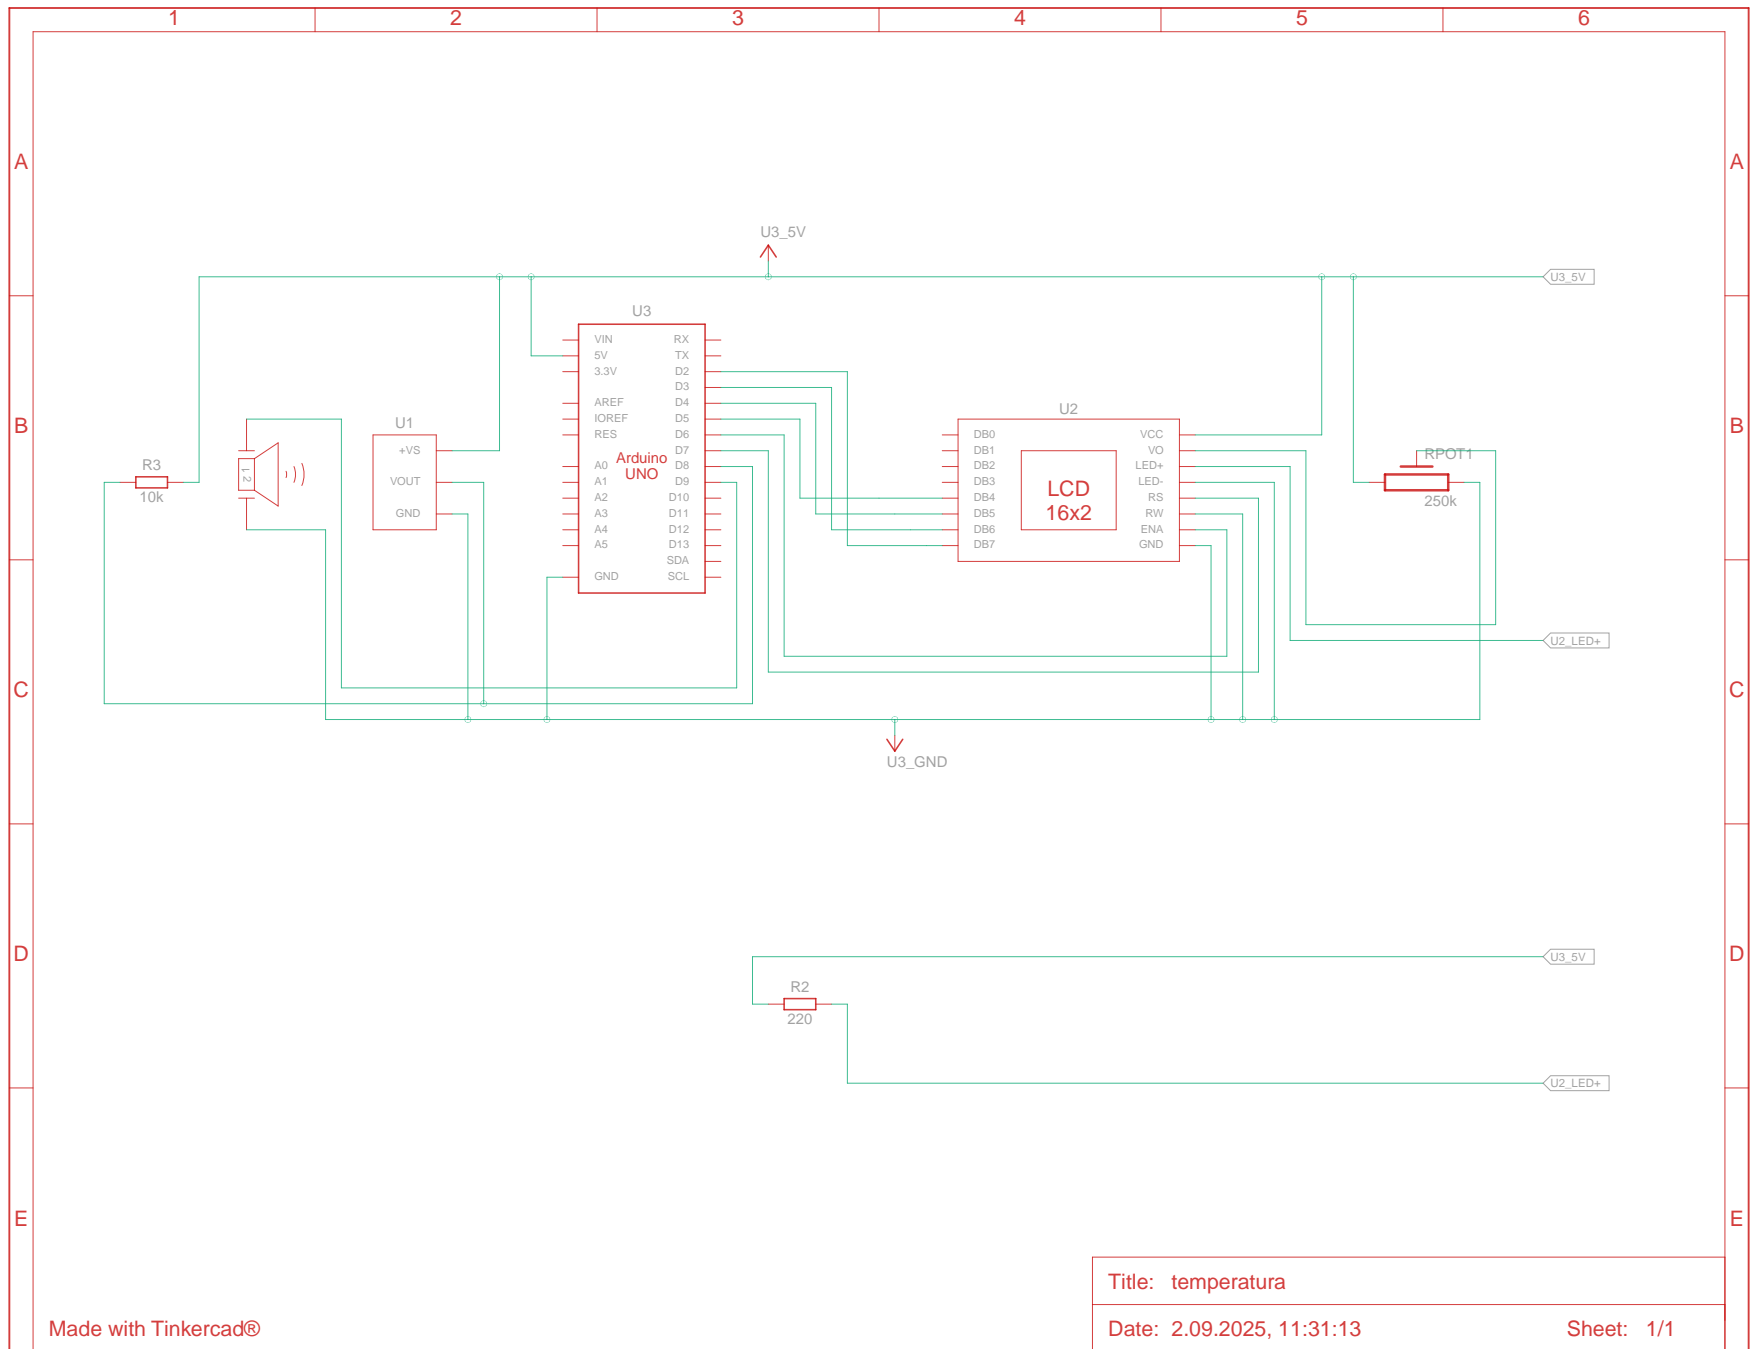 1 2 3 4 5 6
A A
U3_5V
U3_5V
U3
VIN RX
5V TX
3.3V D2
D3
AREF D4
IOREF D5
RES D6
D7
A0 D8
A1 D9
A2 D10
A3 D11
A4 D12
A5 D13
SDA
GND SCL
Arduino
UNO
B B
U1
+VS
VOUT
GND
R3
10k
1 2
U2
DB0 VCC
DB1 VO
DB2 LED+
DB3 LED-
DB4 RS
DB5 RW
DB6 ENA
DB7 GND
LCD
16x2
RPOT1
250k
U2_LED+
C C
U3_GND
D D
U3_5V
R2
220
U2_LED+
E E
Title: temperatura
Made with Tinkercad®
Date: 2.09.2025, 11:31:13 Sheet: 1/1